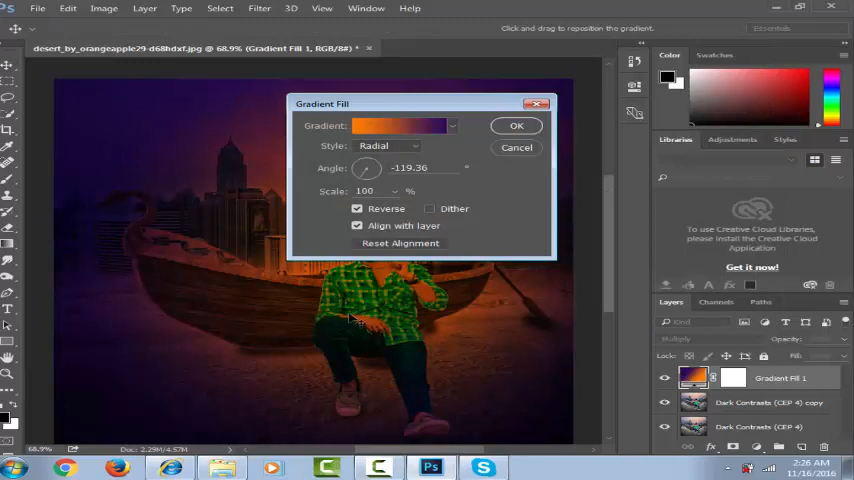 Ps File Edit Image Layer Type Select Filter 3D View Window Help
Click and drag to reposition the gradient. Essentials
desert_by_orangeapple29-d68hdxf.jpg @ 68.9% (Gradient Fill 1, RGB/8#) *
Color Swatches
Gradient Fill
Gradient: OK
Style: Radial Cancel
Angle: -119.36 °
Scale: 100 %
Reverse Dither
Align with layer
Reset Alignment
Libraries Adjustments Styles
To use Creative Cloud Libraries,
please install the Creative Cloud
Application
Get it now!
Layers Channels Paths
Kind
Multiply Opacity:
Lock: Fill:
Gradient Fill 1
Dark Contrasts (CEP 4) copy
Dark Contrasts (CEP 4)
68.9% Doc: 2.29M/4.57M
Ps 2:26 AM
11/16/2016